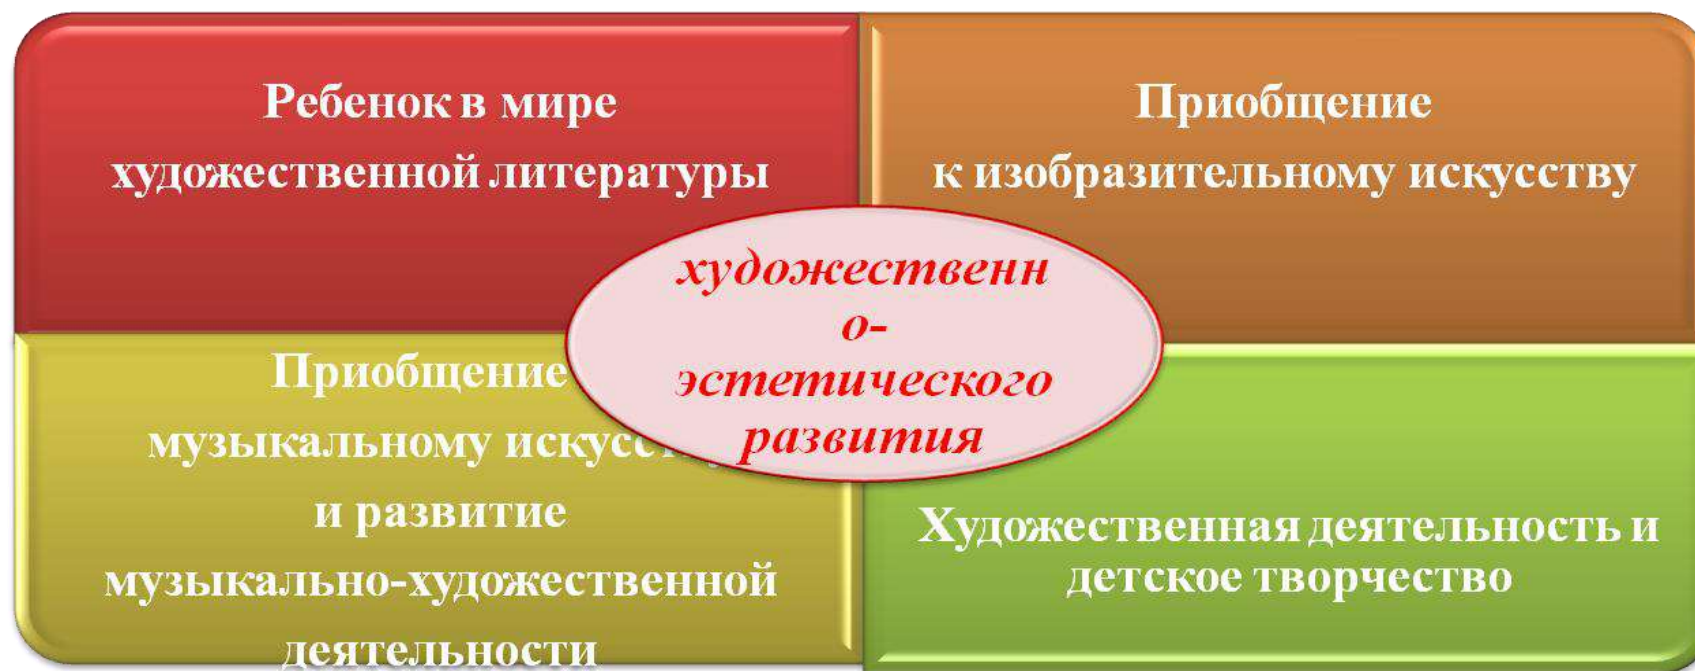 Ребенок в мире
художественной литературы
Приобщение
к изобразительному искусству
художественн
о-
эстетического
развития
Приобщение
музыкальному искусству
и развитие
музыкально-художественной
деятельности
Художественная деятельность и
детское творчество